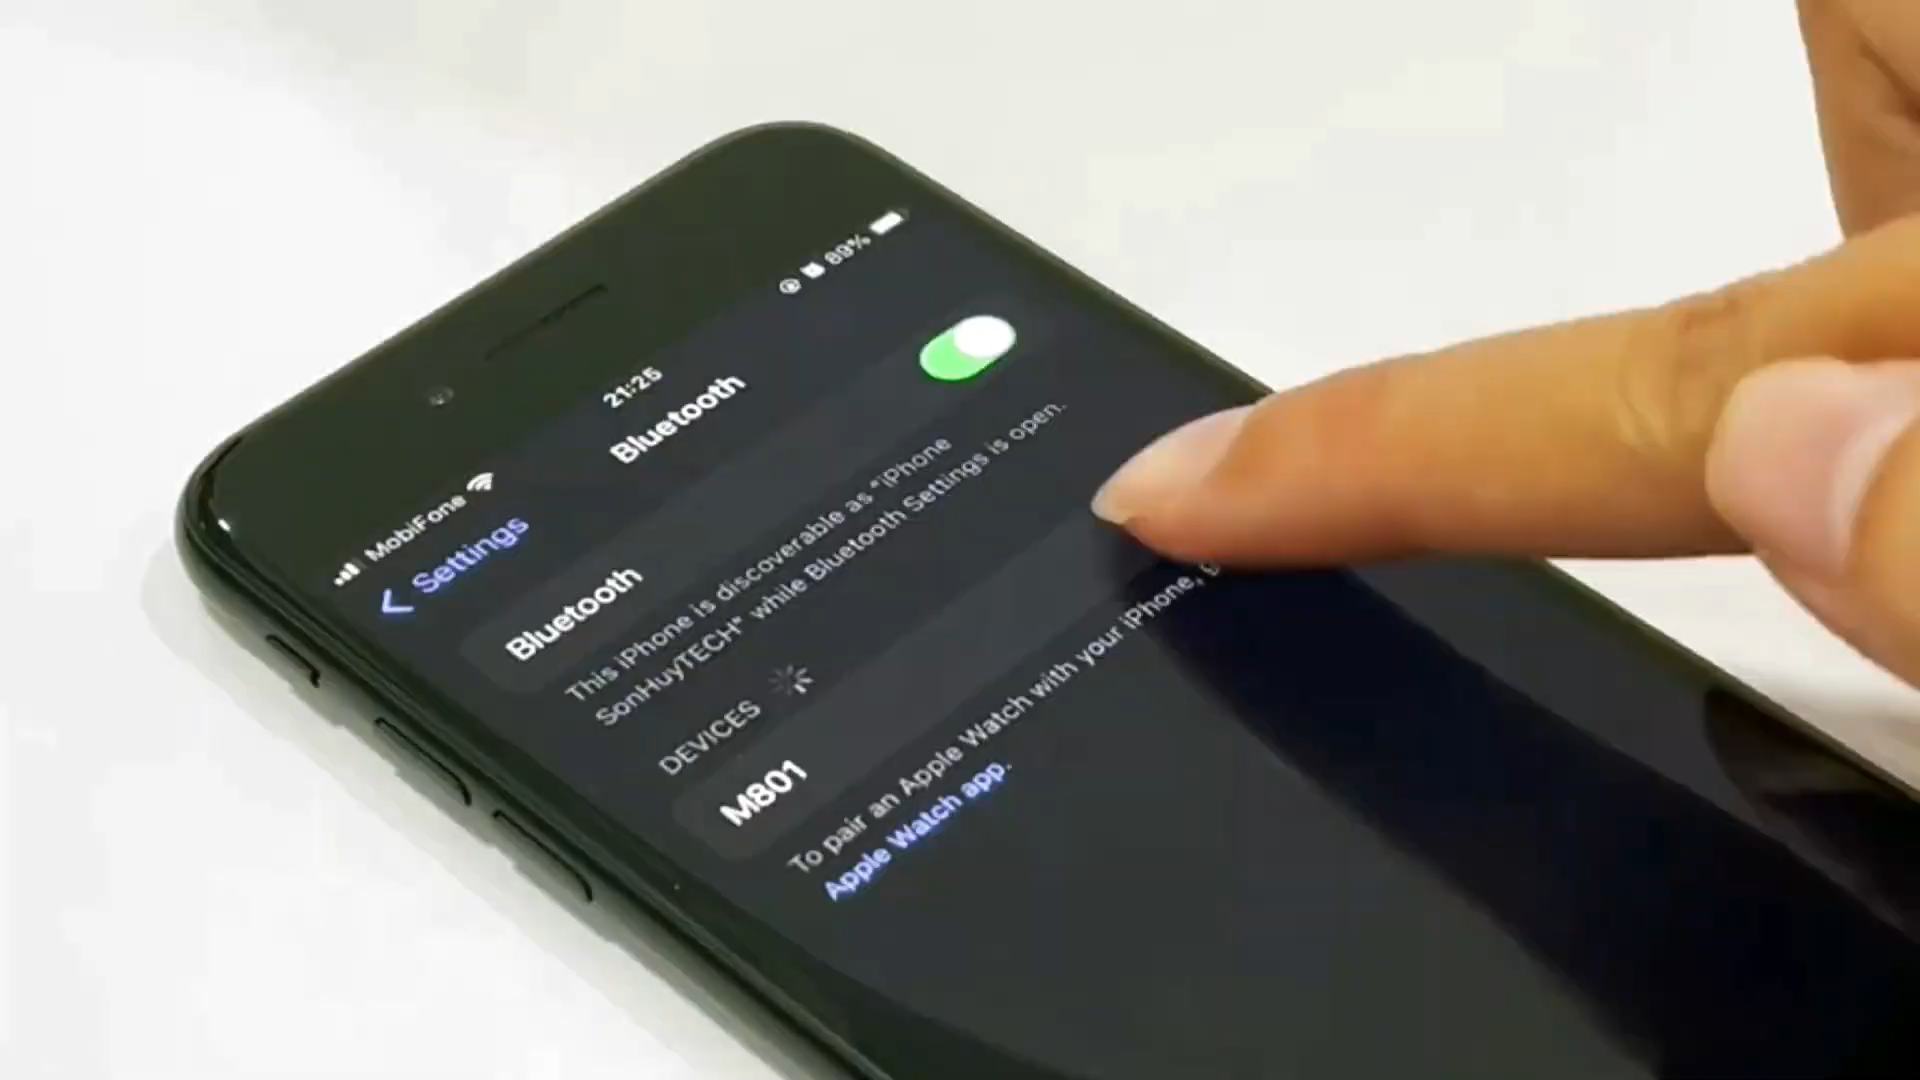 MobiFone 21:25 89%
Settings Bluetooth
Bluetooth
This iPhone is discoverable as "iPhone
SonHuyTECH" while Bluetooth Settings is open.
DEVICES
M801
To pair an Apple Watch with your iPhone,
Apple Watch app.